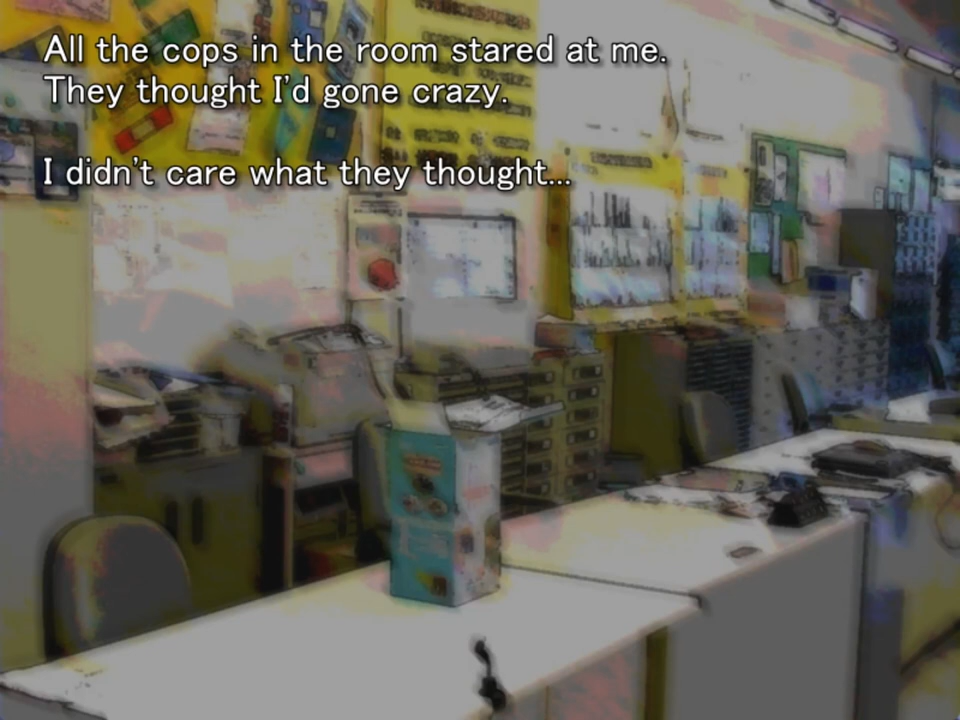 All the cops in the room stared at me.
They thought I'd gone crazy.
I didn't care what they thought...